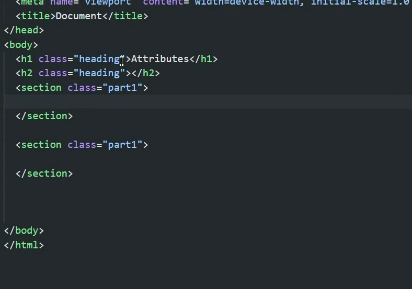 <meta name="viewport" content="width=device-width, initial-scale=1.0
<title>Document</title>
</head>
<body>
<h1 class="heading">Attributes</h1>
<h2 class="heading"></h2>
<section class="part1">
</section>
<section class="part1">
</section>
</body>
</html>